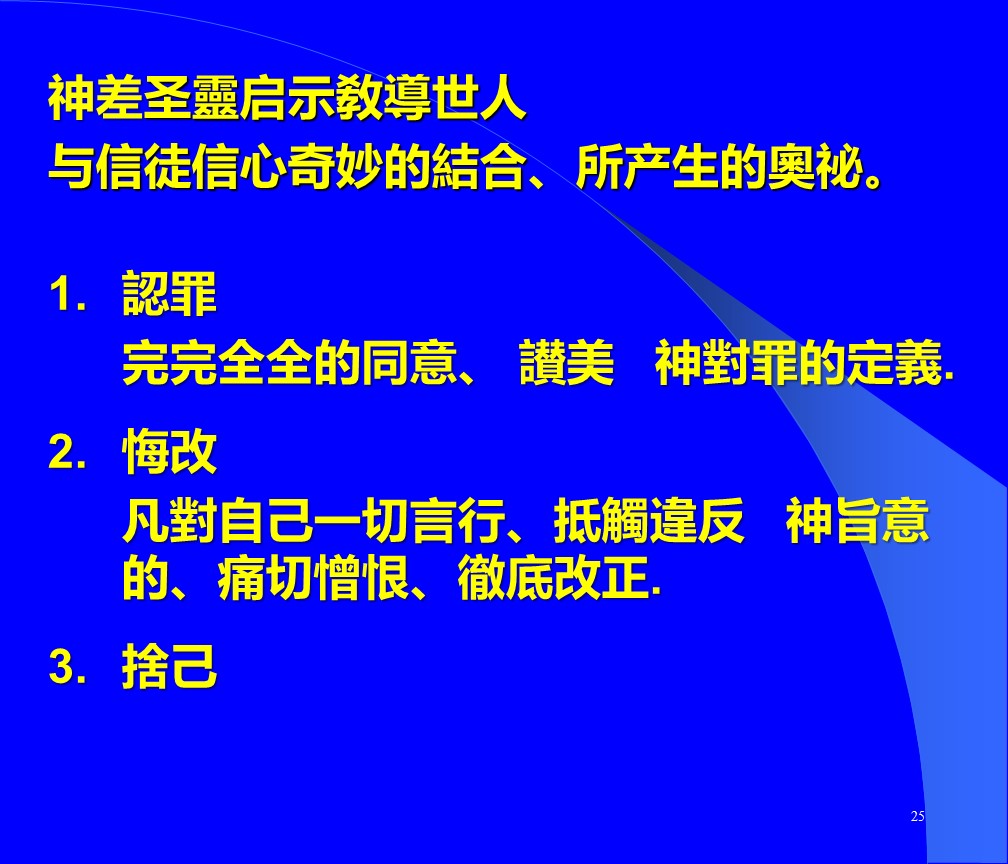 神差圣靈启示教導世人
与信徒信心奇妙的結合、所产生的奧祕。
1. 認罪
完完全全的同意、 讃美 神對罪的定義.
2. 悔改
凡對自己一切言行、抵觸違反 神旨意
的、痛切憎恨、徹底改正.
3. 捨己
25